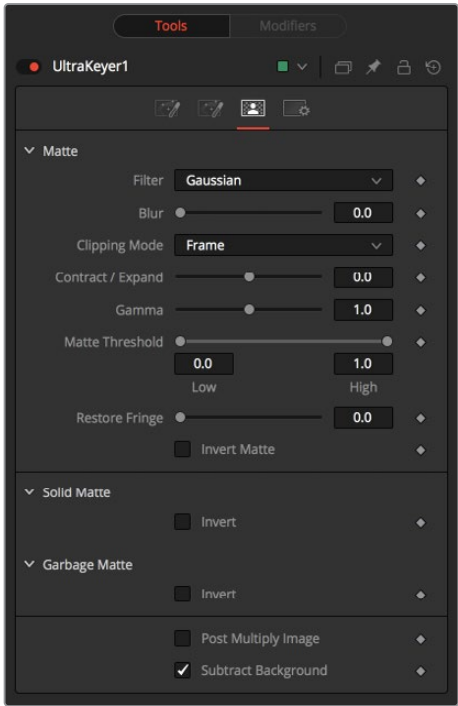 Tools Modifiers
UltraKeyer1
Matte
Filter Gaussian
Blur 0.0
Clipping Mode Frame
Contract / Expand 0.0
Gamma 1.0
Matte Threshold
0.0 1.0
Low High
Restore Fringe 0.0
Invert Matte
Solid Matte
Invert
Garbage Matte
Invert
Post Multiply Image
Subtract Background